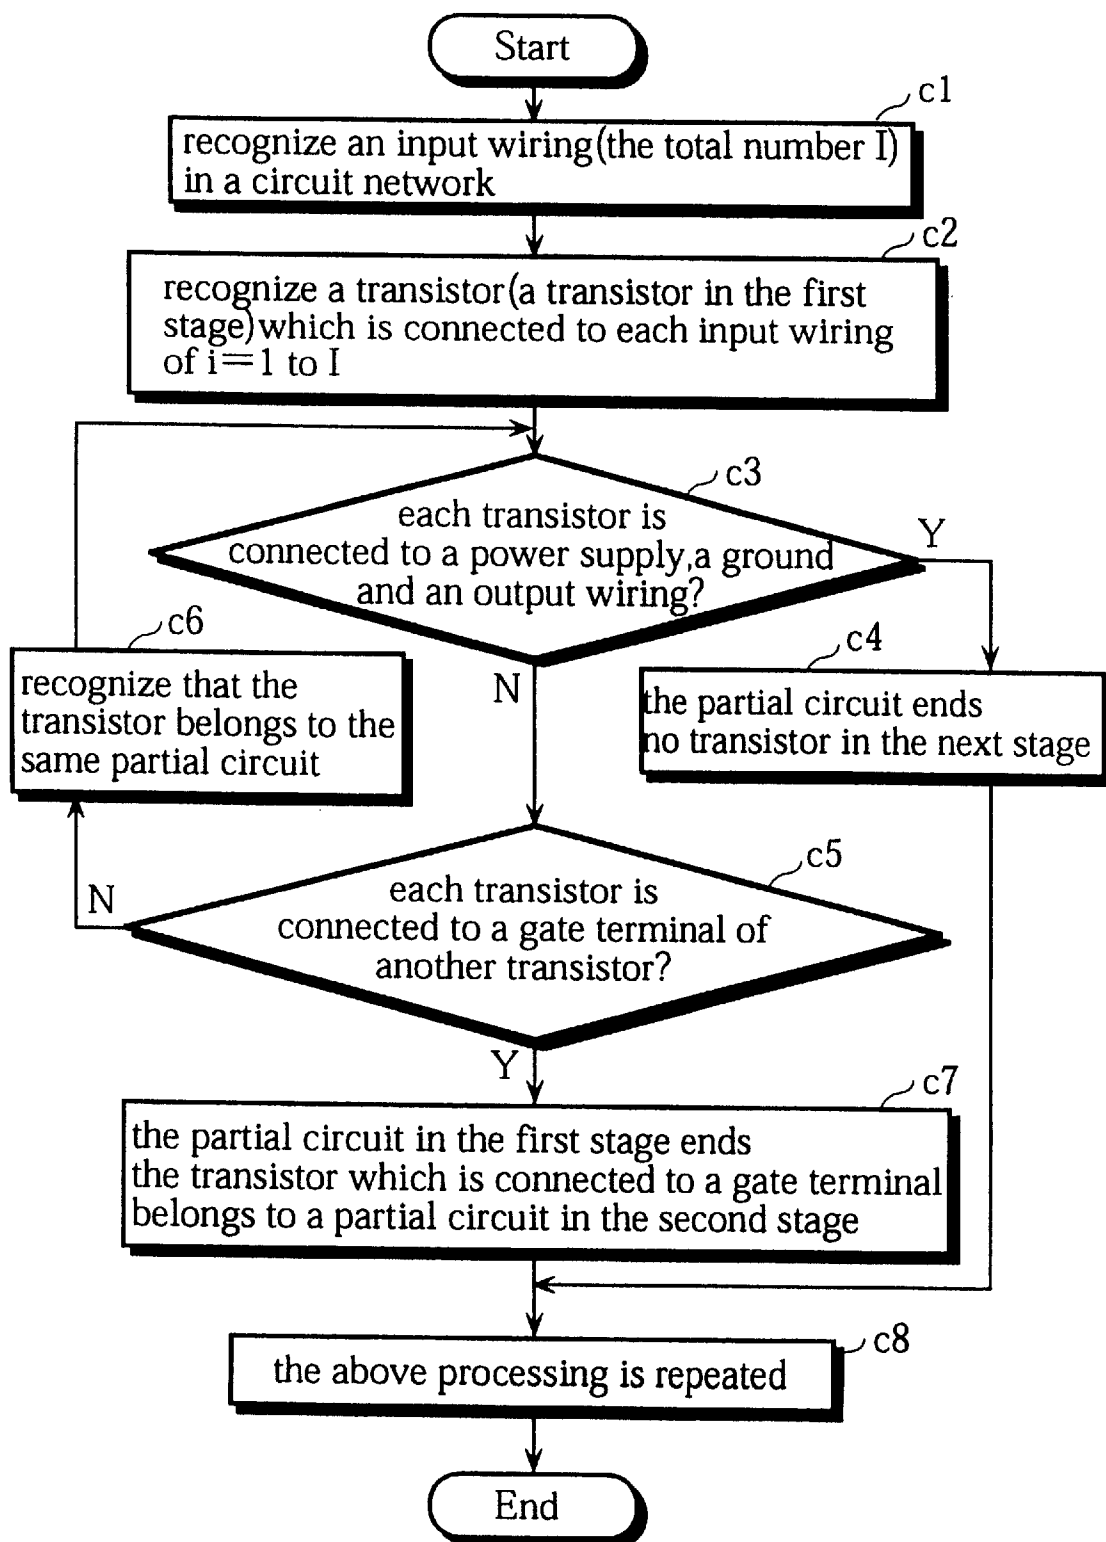 Start
c1
recognize an input wiring(the total number I)
in a circuit network
c2
recognize a transistor(a transistor in the first
stage)which is connected to each input wiring
of i=1 to I
c3
each transistor is
connected to a power supply,a ground
and an output wiring?
Y
N
c6
recognize that the
transistor belongs to the
same partial circuit
c4
the partial circuit ends
no transistor in the next stage
c5
each transistor is
connected to a gate terminal of
another transistor?
N
Y
c7
the partial circuit in the first stage ends
the transistor which is connected to a gate terminal
belongs to a partial circuit in the second stage
c8
the above processing is repeated
End